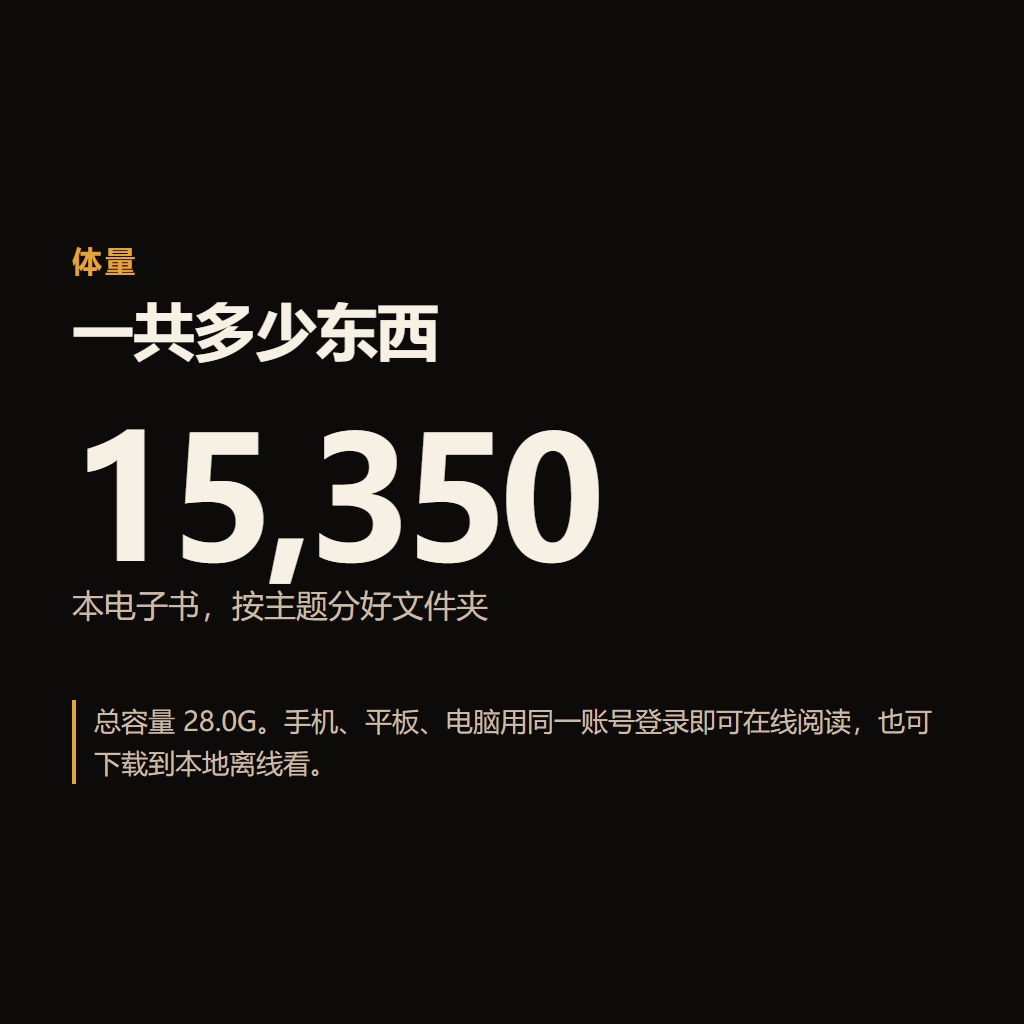 体量
一共多少东西
15,350
本电子书，按主题分好文件夹
总容量 28.0G。手机、平板、电脑用同一账号登录即可在线阅读，也可
下载到本地离线看。